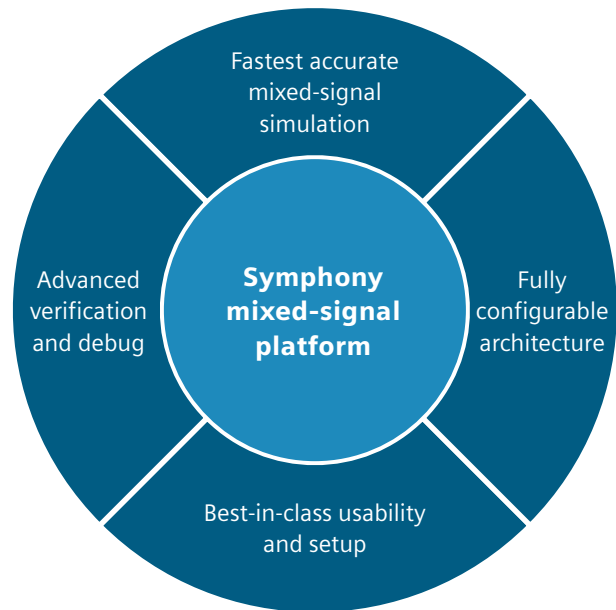 Fastest accurate
mixed-signal
simulation
Advanced
verification
and debug
Symphony
mixed-signal
platform
Fully
configurable
architecture
Best-in-class usability
and setup